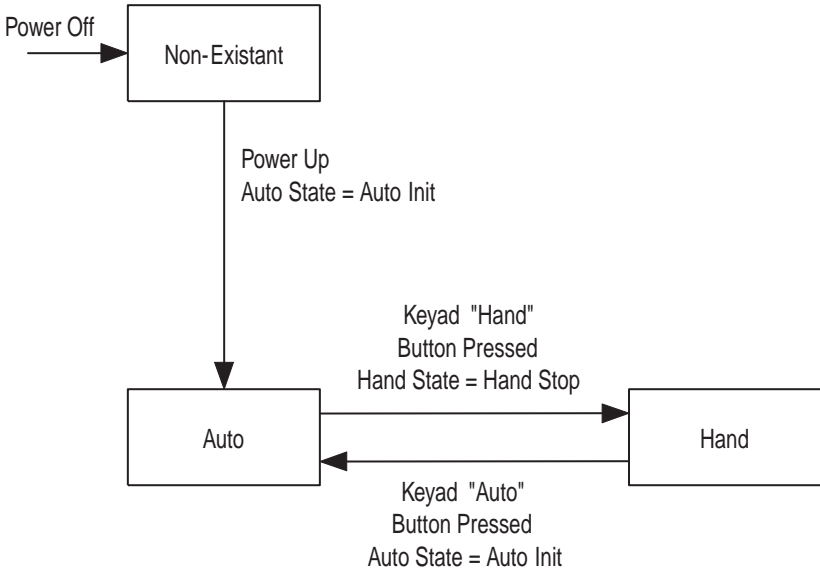 Power Off
Non-Existant
Power Up
Auto State = Auto Init
Keyad "Hand"
Button Pressed
Hand State = Hand Stop
Auto
Hand
Keyad "Auto"
Button Pressed
Auto State = Auto Init